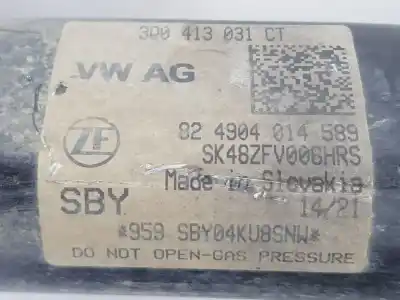 3Q0 413 031 CT
VW AG
ZF
82 4904 014 589
SK48ZFV006HRS
Made in Slovakia
SBY
14/21
*959 SBY04KU8SNW*
DO NOT OPEN-GAS PRESSURE